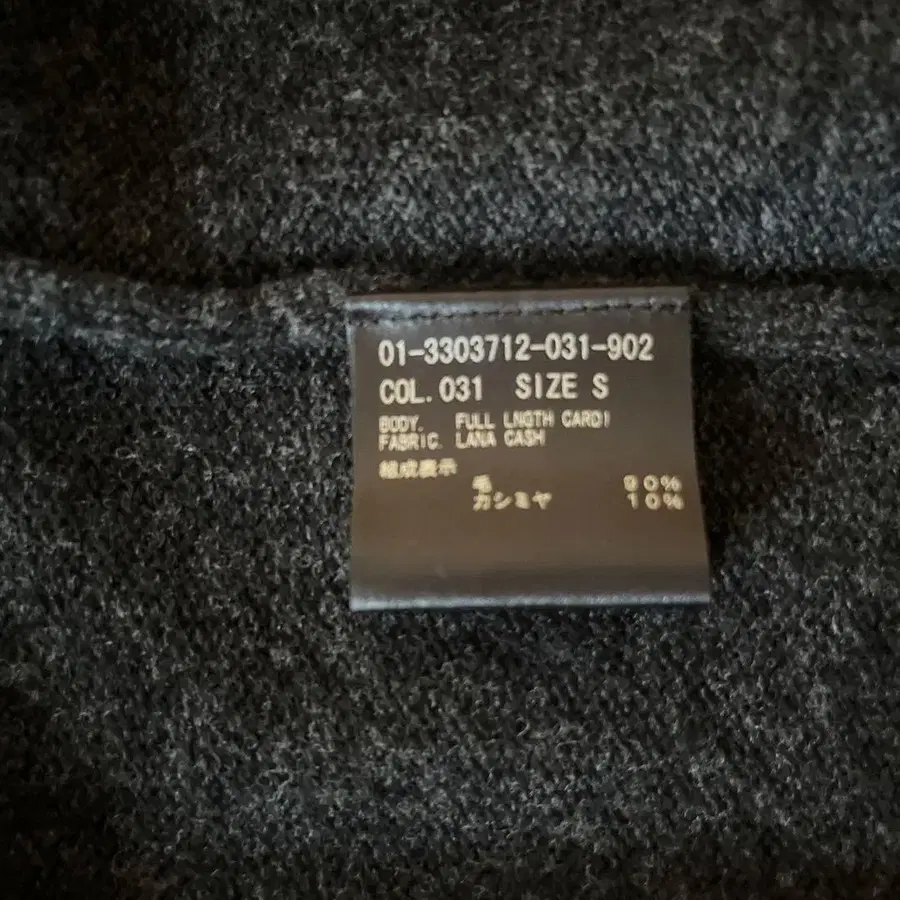 01-3303712-031-902
COL.031 SIZE S
BODY. FULL LNGTH CARDI
FABRIC. LANA CASH
組成表示
毛 90%
カシミヤ 10%